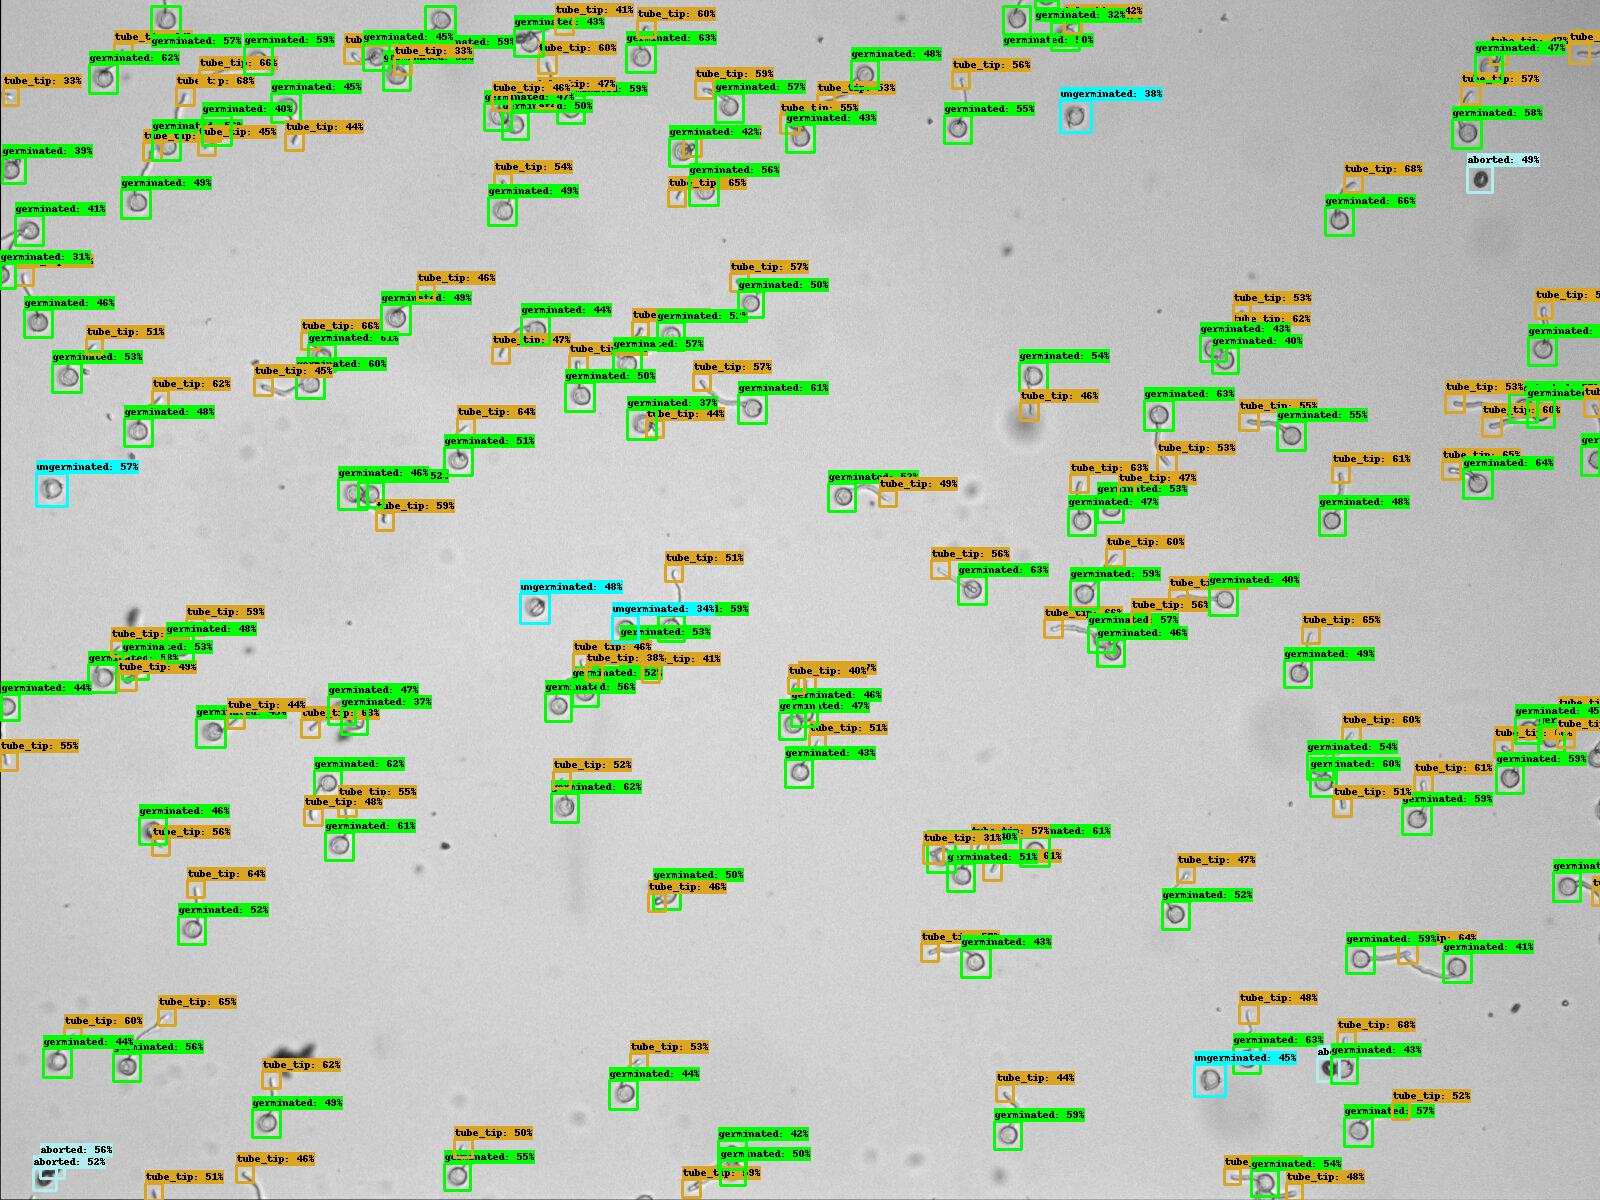 tube_tip: 41%
tube_tip: 60%
germinated: 32%
germinated: 57%
germinated: 59%
germinated: 45%
germinated: 63%
germinated: 62%
tube_tip: 33%
tube_tip: 60%
germinated: 48%
germinated: 47%
tube_tip: 33%
tube_tip: 68%
tube_tip: 66%
germinated: 45%
tube_tip: 59%
tube_tip: 56%
tube_tip: 57%
germinated: 57%
ungerminated: 38%
germinated: 40%
tube_tip: 45%
tube_tip: 44%
tube_tip: 46%
germinated: 43%
germinated: 55%
germinated: 58%
germinated: 39%
germinated: 42%
aborted: 49%
tube_tip: 54%
germinated: 56%
tube_tip: 68%
germinated: 49%
germinated: 49%
tube_tip: 65%
germinated: 66%
germinated: 41%
germinated: 31%
tube_tip: 57%
tube_tip: 46%
germinated: 50%
germinated: 46%
germinated: 49%
germinated: 44%
tube_tip: 53%
tube_tip: 62%
tube_tip: 51%
tube_tip: 66%
germinated: 61%
tube_tip: 47%
germinated: 57%
germinated: 43%
germinated: 40%
germinated: 53%
germinated: 60%
tube_tip: 45%
germinated: 50%
tube_tip: 57%
germinated: 54%
tube_tip: 62%
germinated: 61%
germinated: 63%
tube_tip: 53%
germinated: 48%
tube_tip: 64%
germinated: 37%
tube_tip: 44%
tube_tip: 46%
tube_tip: 55%
germinated: 55%
tube_tip: 60%
germinated: 51%
tube_tip: 53%
tube_tip: 65%
germinated: 64%
ungerminated: 57%
germinated: 46%
tube_tip: 59%
tube_tip: 49%
tube_tip: 63%
tube_tip: 47%
germinated: 53%
germinated: 47%
tube_tip: 61%
germinated: 48%
tube_tip: 51%
tube_tip: 56%
germinated: 63%
tube_tip: 60%
germinated: 59%
germinated: 40%
ungerminated: 48%
ungerminated: 34%
germinated: 53%
tube_tip: 56%
germinated: 57%
germinated: 46%
tube_tip: 65%
germinated: 49%
tube_tip: 59%
germinated: 48%
germinated: 53%
tube_tip: 49%
tube_tip: 46%
tube_tip: 38%
tube_tip: 41%
germinated: 52%
germinated: 56%
tube_tip: 40%
germinated: 46%
germinated: 47%
tube_tip: 51%
germinated: 43%
germinated: 44%
tube_tip: 44%
germinated: 47%
germinated: 37%
tube_tip: 63%
tube_tip: 55%
tube_tip: 60%
germinated: 54%
germinated: 60%
tube_tip: 51%
tube_tip: 61%
germinated: 59%
germinated: 59%
germinated: 62%
tube_tip: 55%
tube_tip: 48%
germinated: 61%
tube_tip: 52%
germinated: 62%
germinated: 46%
tube_tip: 56%
tube_tip: 64%
germinated: 52%
germinated: 50%
tube_tip: 46%
tube_tip: 31%
germinated: 51%
tube_tip: 47%
germinated: 52%
germinated: 43%
germinated: 59%
germinated: 41%
tube_tip: 65%
tube_tip: 60%
germinated: 44%
germinated: 56%
tube_tip: 62%
germinated: 49%
tube_tip: 53%
germinated: 44%
tube_tip: 48%
germinated: 63%
ungerminated: 45%
tube_tip: 68%
germinated: 43%
tube_tip: 44%
germinated: 59%
tube_tip: 52%
germinated: 57%
aborted: 56%
aborted: 52%
tube_tip: 51%
tube_tip: 46%
tube_tip: 50%
germinated: 55%
germinated: 42%
germinated: 50%
germinated: 54%
tube_tip: 48%